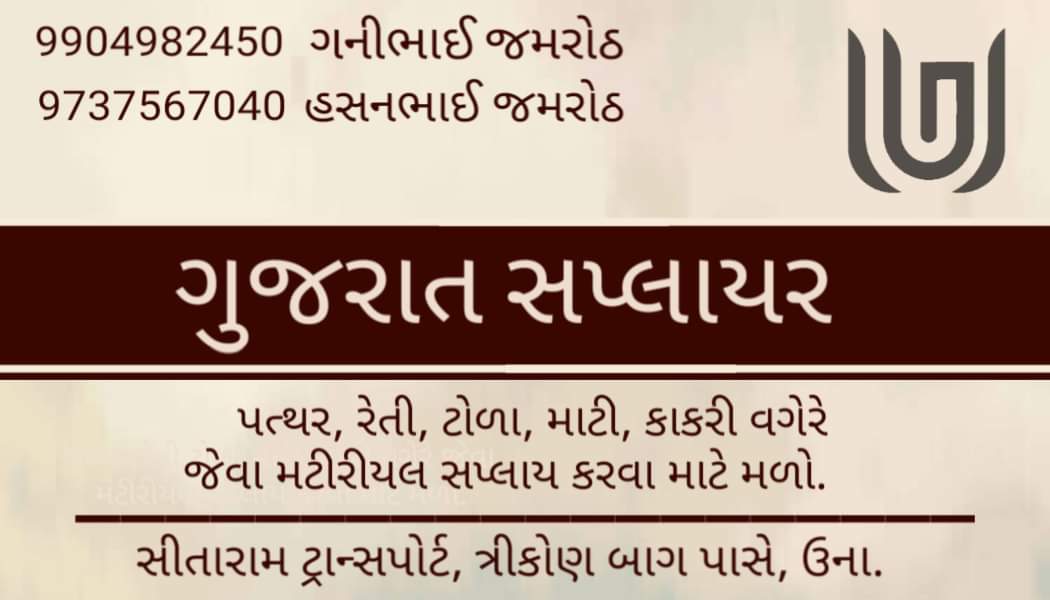 9904982450 ગનીભાઈ જમરોઠ
9737567040 હસનભાઈ જમરોઠ
ગુજરાત સપ્લાયર
પત્થર, રેતી, ટોળા, માટી, કાકરી વગેરે
જેવા મટીરીયલ સપ્લાય કરવા માટે મળો.
સીતારામ ટ્રાન્સપોર્ટ, ત્રીકોણ બાગ પાસે, ઉના.